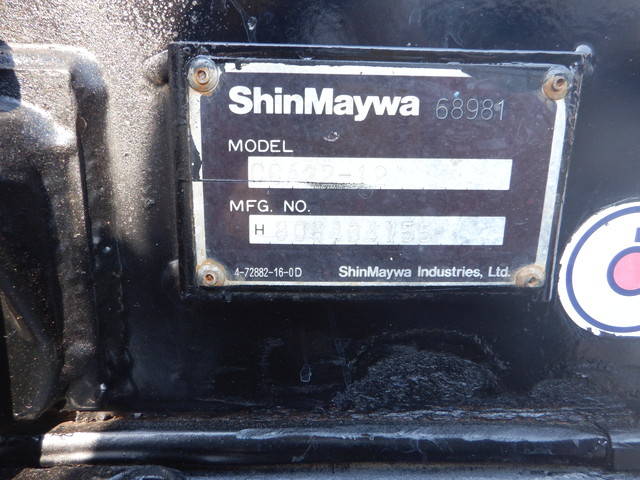 ShinMaywa 68981
MODEL
MFG. NO.
H
4-72882-16-0D ShinMaywa Industries, Ltd.